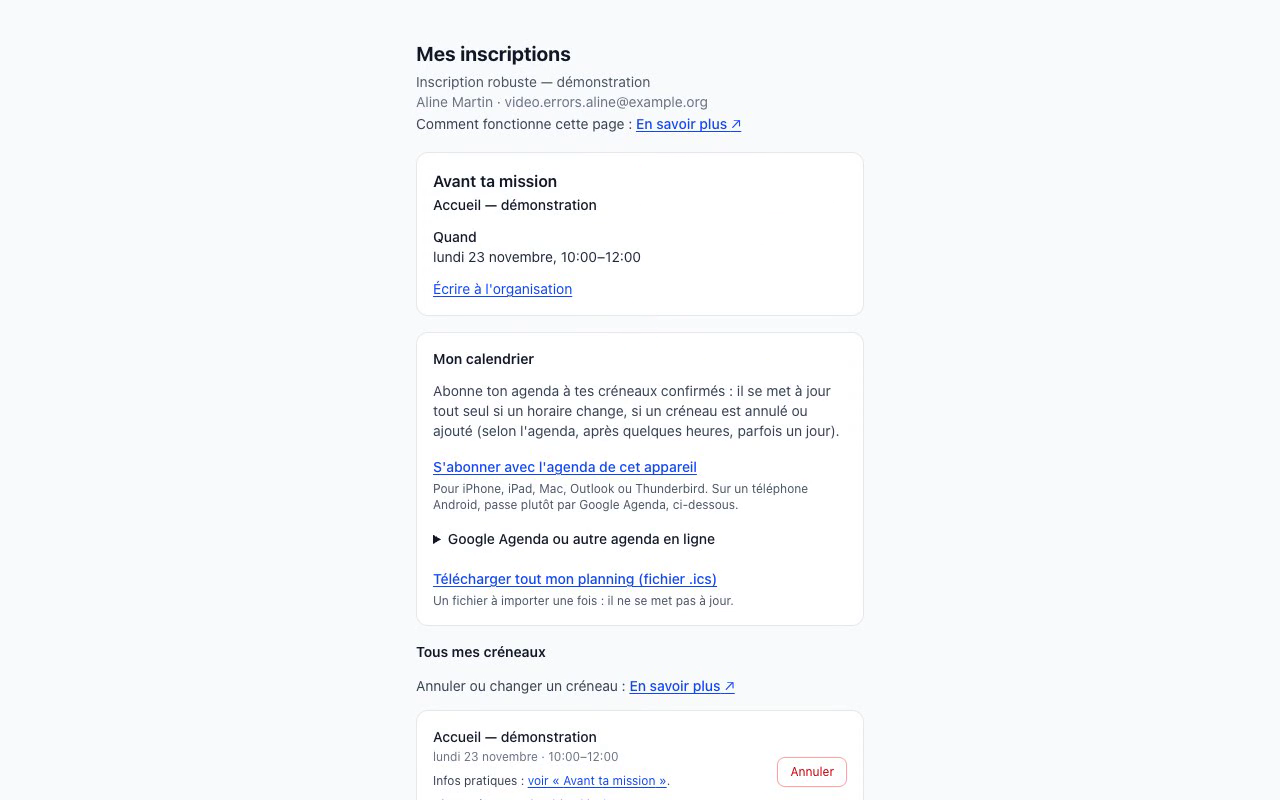 Mes inscriptions
Inscription robuste — démonstration
Aline Martin · video.errors.aline@example.org
Comment fonctionne cette page : En savoir plus ↗
Avant ta mission
Accueil — démonstration
Quand
lundi 23 novembre, 10:00–12:00
Écrire à l'organisation
Mon calendrier
Abonne ton agenda à tes créneaux confirmés : il se met à jour
tout seul si un horaire change, si un créneau est annulé ou
ajouté (selon l'agenda, après quelques heures, parfois un jour).
S'abonner avec l'agenda de cet appareil
Pour iPhone, iPad, Mac, Outlook ou Thunderbird. Sur un téléphone
Android, passe plutôt par Google Agenda, ci-dessous.
▶ Google Agenda ou autre agenda en ligne
Télécharger tout mon planning (fichier .ics)
Un fichier à importer une fois : il ne se met pas à jour.
Tous mes créneaux
Annuler ou changer un créneau : En savoir plus ↗
Accueil — démonstration
lundi 23 novembre · 10:00–12:00
Annuler
Infos pratiques : voir « Avant ta mission ».